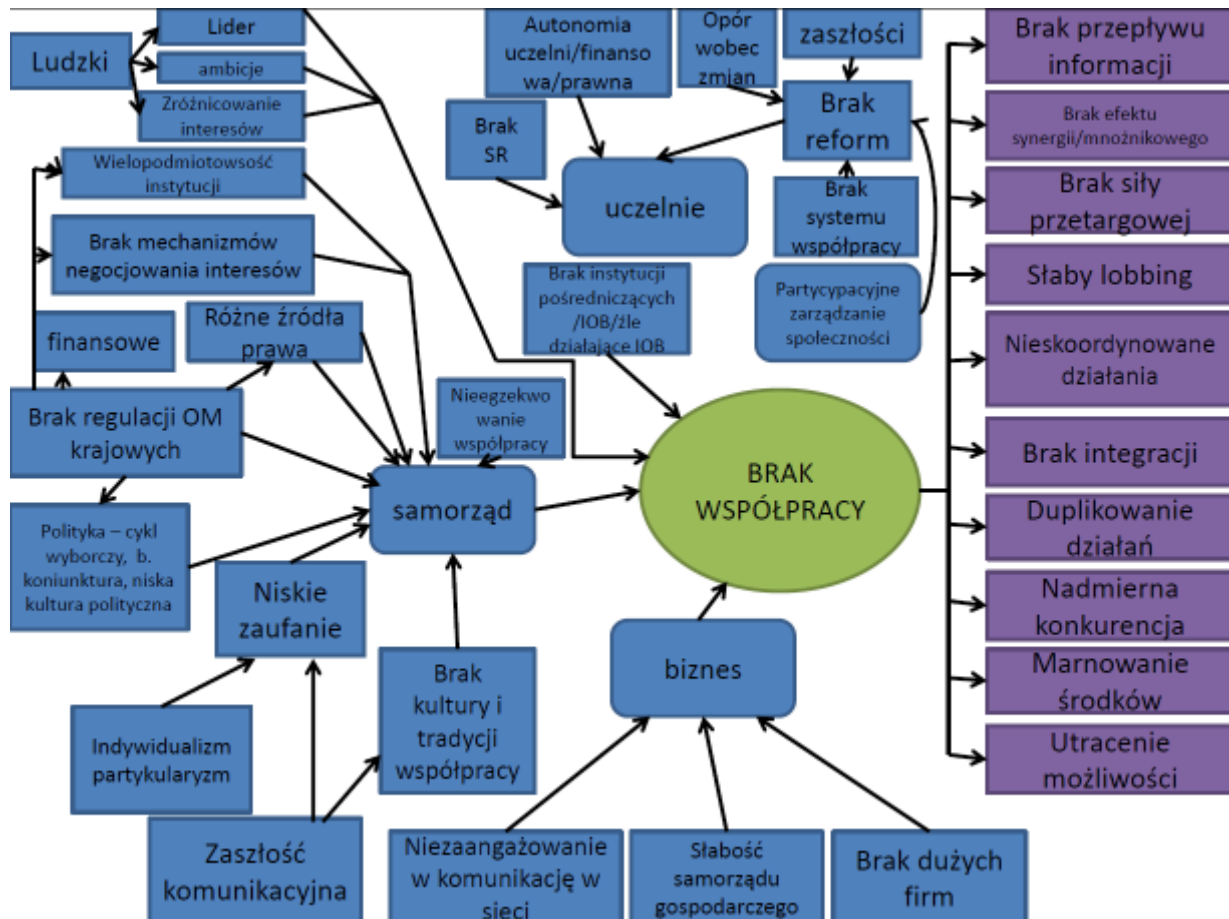 Ludzki
Lider
ambicje
Zróżnicowanie
interesów
Wielopodmiotowsość
instytucji
Brak mechanizmów
negocjowania interesów
finansowe
Różne źródła
prawa
Brak regulacji OM
krajowych
Polityka – cykl
wyborczy, b.
koniunktura, niska
kultura polityczna
Niskie
zaufanie
Indywidualizm
partykularyzm
Zaszłość
komunikacyjna
Brak
kultury i
tradycji
współpracy
Nieegzekwo
wanie
współpracy
samorząd
Autonomia
uczelni/finanso
wa/prawna
Opór
wobec
zmian
zaszłości
Brak
SR
Brak
reform
uczelnie
Brak
systemu
współpracy
Partycypacyjne
zarządzanie
społeczności
Brak instytucji
pośredniczących
/IOB/źle
działające IOB
BRAK
WSPÓŁPRACY
biznes
Niezaangażowanie
w komunikację w
sieci
Słabość
samorządu
gospodarczego
Brak dużych
firm
Brak przepływu
informacji
Brak efektu
synergii/mnożnikowego
Brak siły
przetargowej
Słaby lobbing
Nieskoordynowane
działania
Brak integracji
Duplikowanie
działań
Nadmierna
konkurencja
Marnowanie
środków
Utracenie
możliwości